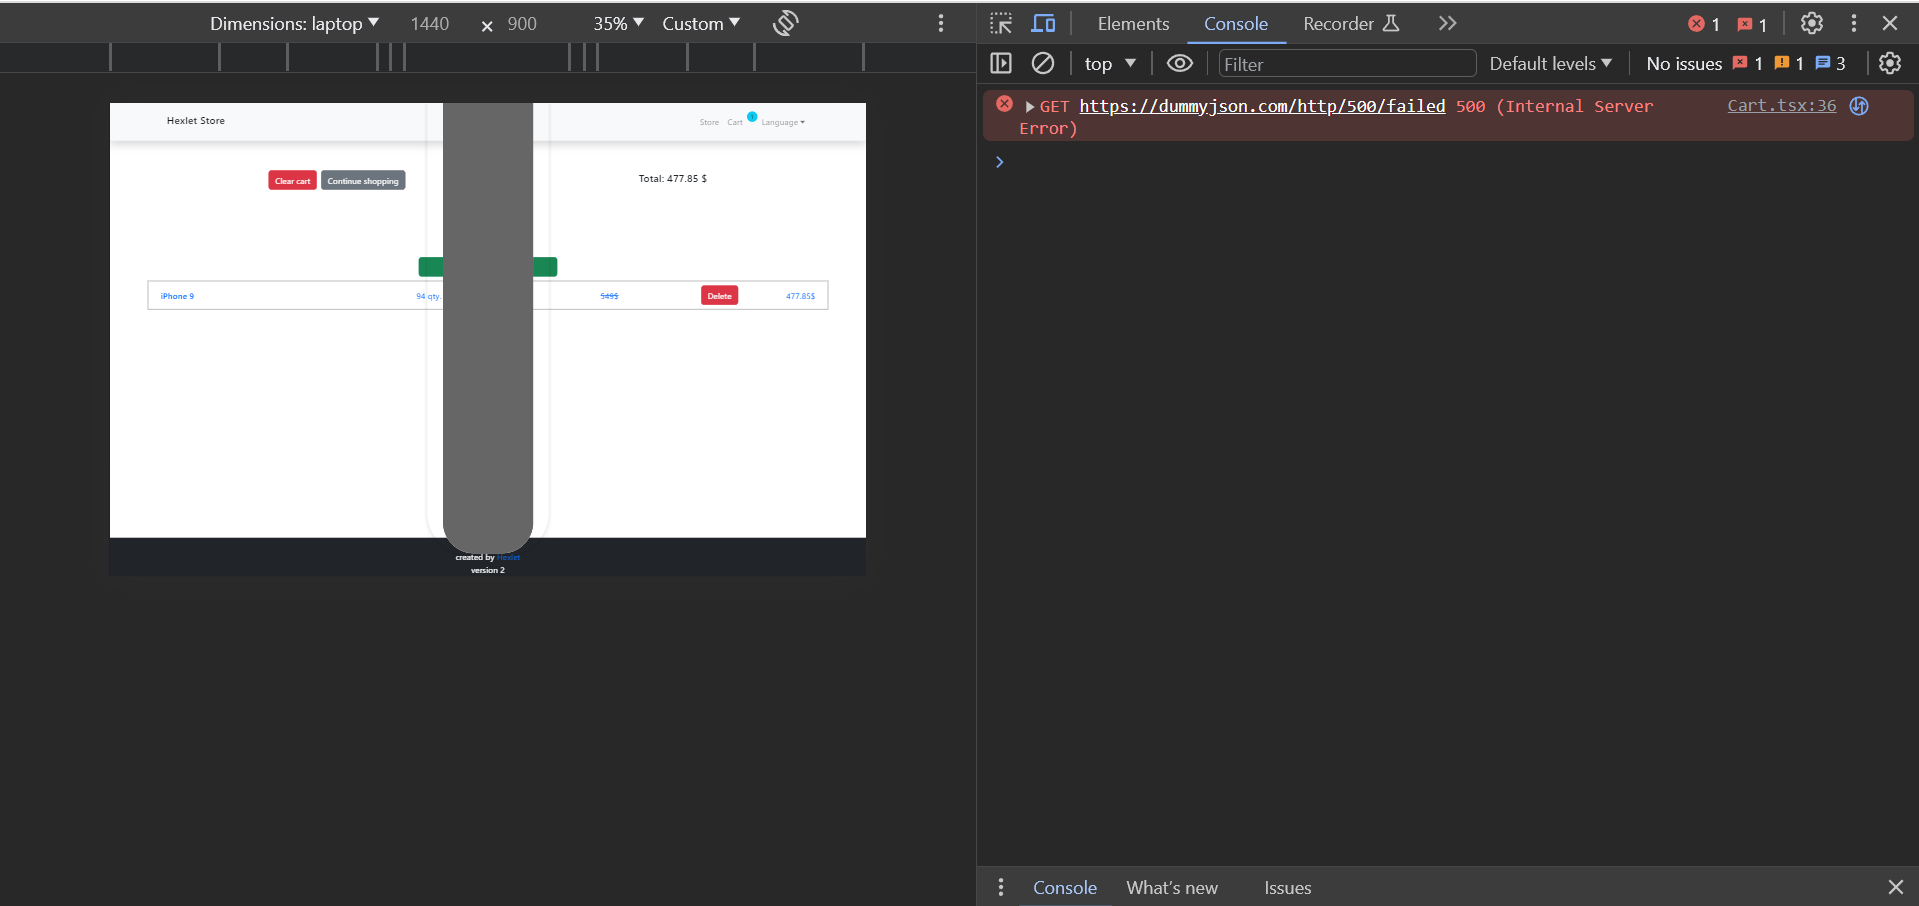 Dimensions: laptop 1440 × 900 35% Custom
Hexlet Store
Store Cart 1 Language
Clear cart Continue shopping
Total: 477.85 $
iPhone 9 94 qty. 549$ Delete 477.85$
created by Hexlet
version 2
Elements Console Recorder 1 1
top Filter Default levels No issues 1 1 3
GET https://dummyjson.com/http/500/failed 500 (Internal Server Cart.tsx:36
Error)
Console What's new Issues